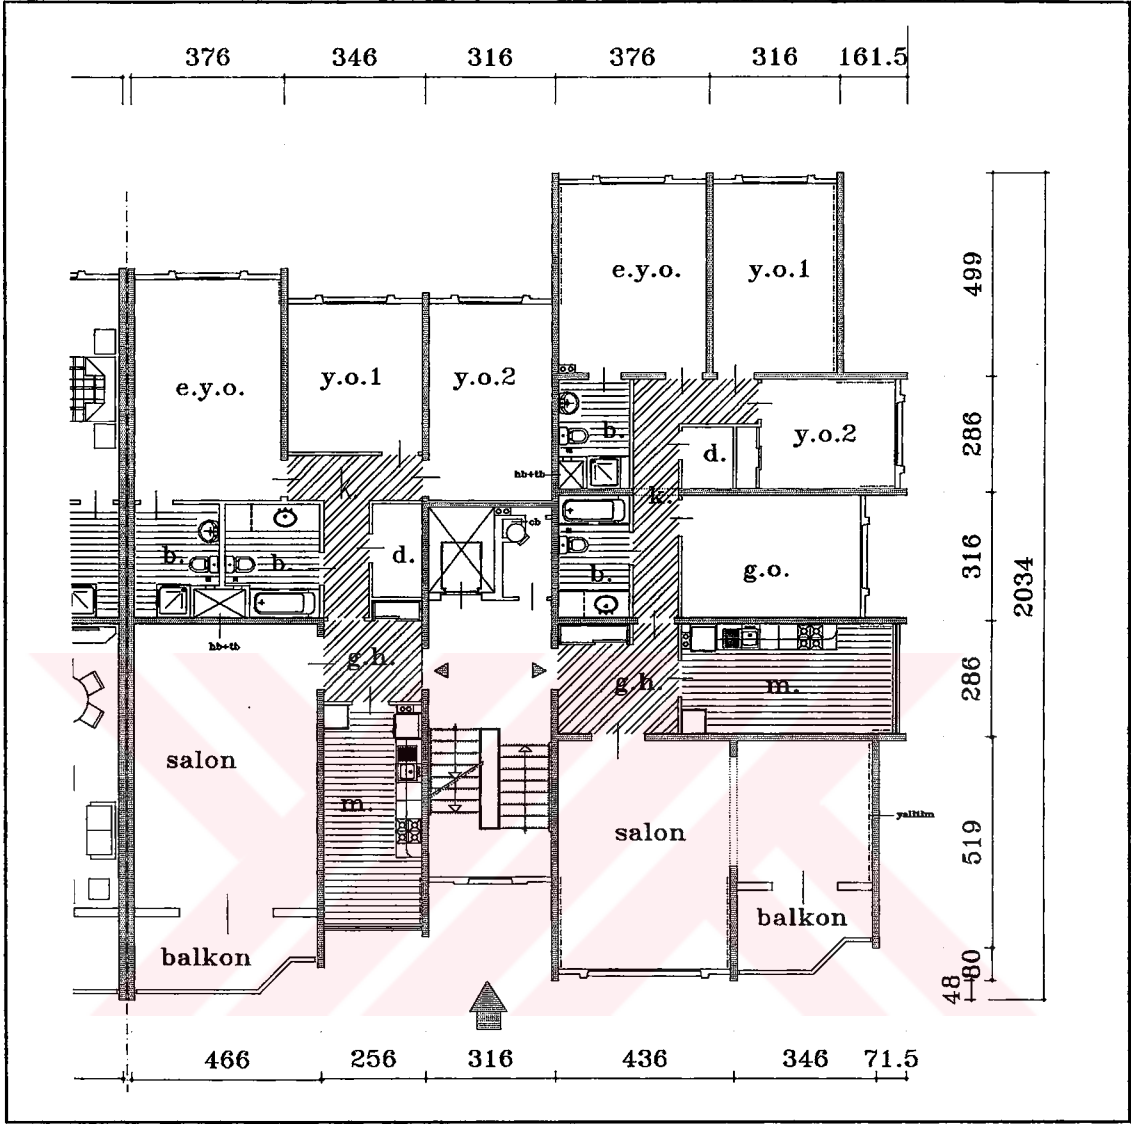 376 346 316 376 316 161.5
e.y.o. y.o.1
499
e.y.o. y.o.1 y.o.2
b. d. y.o.2
286
hb+tb
k. k.
cb
b. b. d. b. g.o.
316
2034
hb+tb
g.h. g.h. m.
286
salon
m. salon
yalitim
519
balkon
balkon
80
48
466 256 316 436 346 71.5